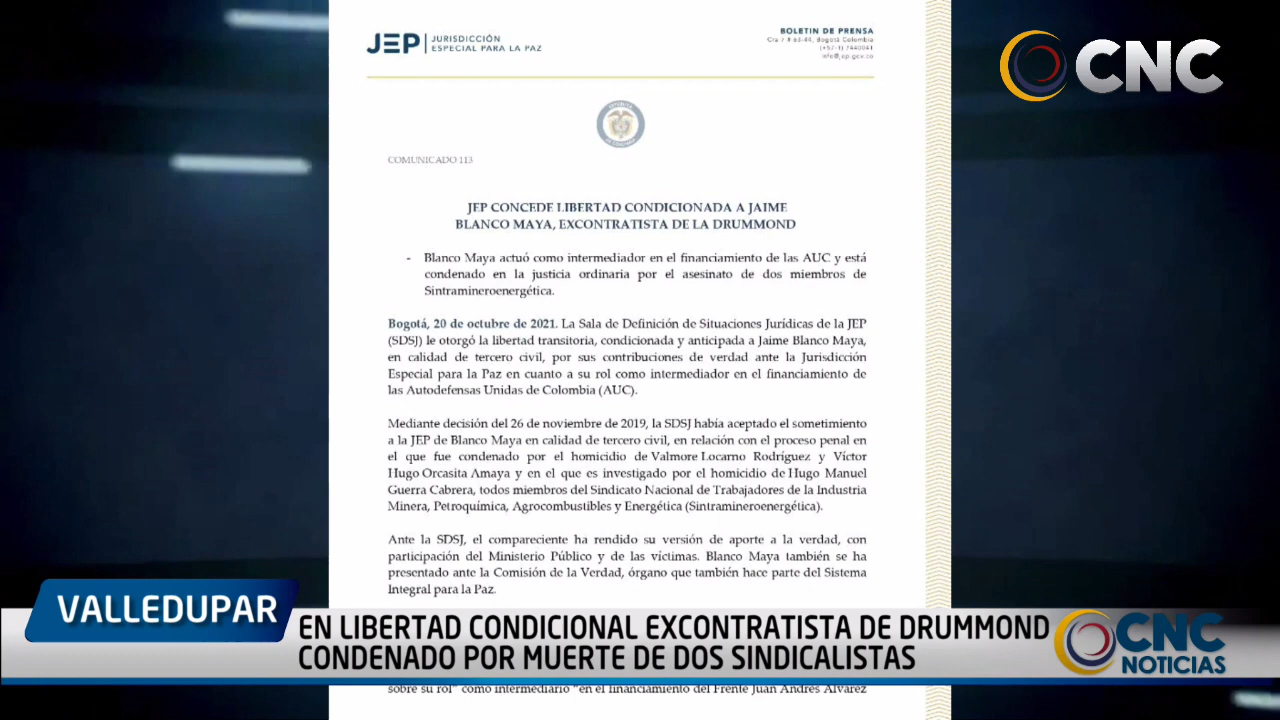 JEP JURISDICCIÓN
ESPECIAL PARA LA PAZ
BOLETIN DE PRENSA
Cra 7 # 63-44, Bogotá Colombia
(+57-1) 7440041
info@jep.gov.co
CNC
COMUNICADO 113
JEP CONCEDE LIBERTAD CONDICIONADA A JAIME
BLANCO MAYA, EXCONTRATISTA DE LA DRUMMOND
- Blanco Maya actuó como intermediador en el financiamiento de las AUC y está
condenado en la justicia ordinaria por el asesinato de dos miembros de
Sintramineroenergética.
Bogotá, 20 de octubre de 2021. La Sala de Definición de Situaciones Jurídicas de la JEP
(SDSJ) le otorgó la libertad transitoria, condicionada y anticipada a Jaime Blanco Maya,
en calidad de tercero civil, por sus contribuciones de verdad ante la Jurisdicción
Especial para la Paz en cuanto a su rol como intermediador en el financiamiento de
las Autodefensas Unidas de Colombia (AUC).
Mediante decisión del 26 de noviembre de 2019, la SDSJ había aceptado el sometimiento
a la JEP de Blanco Maya en calidad de tercero civil, en relación con el proceso penal en
el que fue condenado por el homicidio de Valmore Locarno Rodríguez y Víctor
Hugo Orcasita Amaya y en el que es investigado por el homicidio de Hugo Manuel
Guerra Cabrera, todos miembros del Sindicato Nacional de Trabajadores de la Industria
Minera, Petroquímica, Agrocombustibles y Energética (Sintramineroenergética).
Ante la SDSJ, el compareciente ha rendido su versión de aporte a la verdad, con
participación del Ministerio Público y de las víctimas. Blanco Maya también se ha
presentado ante la Comisión de la Verdad, órgano que también hace parte del Sistema
Integral para la Paz.
VALLEDUPAR
EN LIBERTAD CONDICIONAL EXCONTRATISTA DE DRUMMOND
CONDENADO POR MUERTE DE DOS SINDICALISTAS
CNC
NOTICIAS
sobre su rol" como intermediario "en el financiamiento del Frente Juan Andrés Álvarez